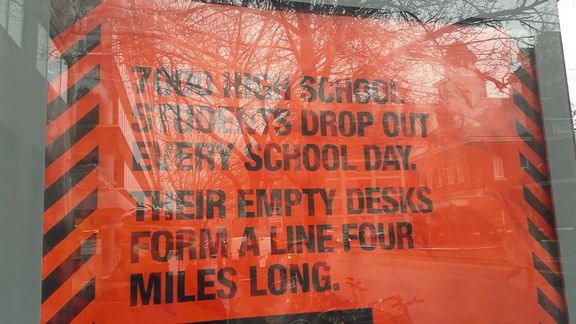 7000 HIGH SCHOOL
STUDENTS DROP OUT
EVERY SCHOOL DAY.
THEIR EMPTY DESKS
FORM A LINE FOUR
MILES LONG.